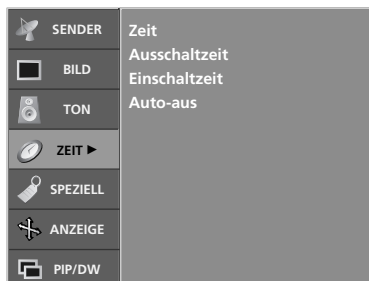 SENDER
BILD
TON
ZEIT ►
SPEZIELL
ANZEIGE
PIP/DW
Zeit
Ausschaltzeit
Einschaltzeit
Auto-aus